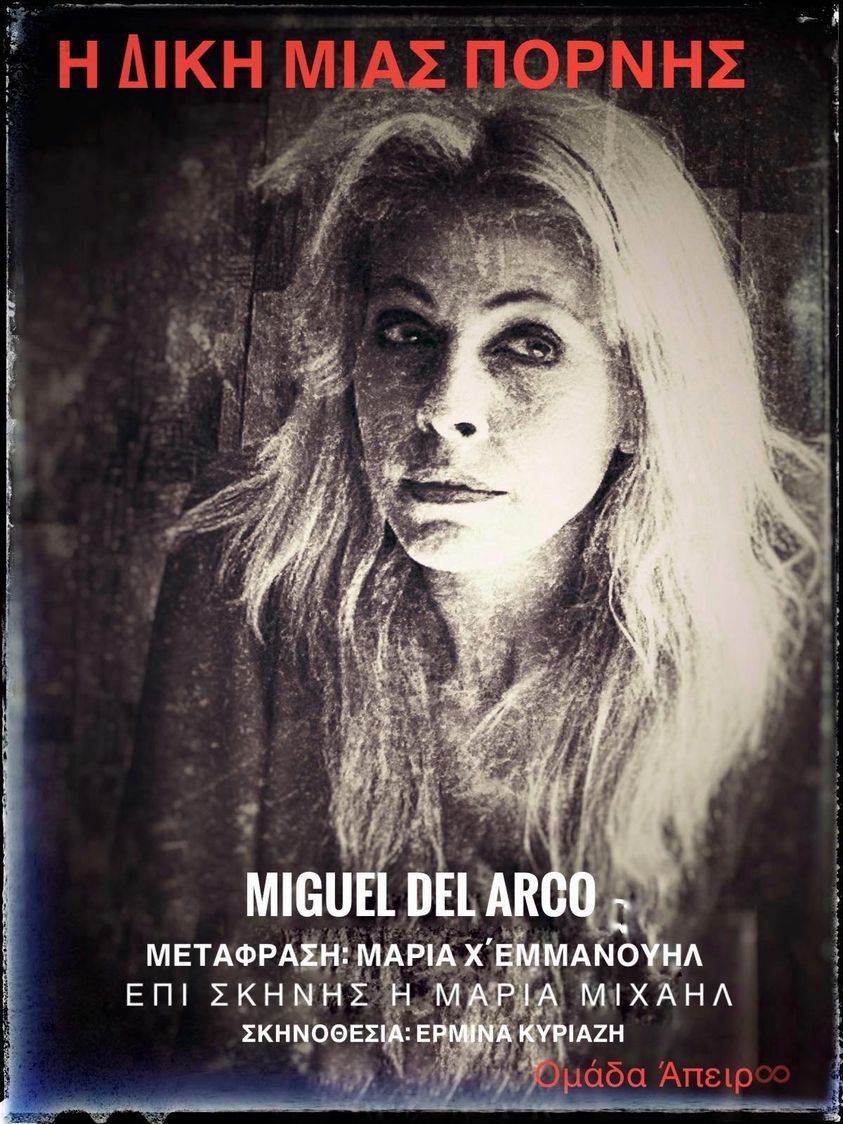 Η ΔΙΚΗ ΜΙΑΣ ΠΟΡΝΗΣ
MIGUEL DEL ARCO
ΜΕΤΑΦΡΑΣΗ: ΜΑΡΙΑ Χ΄ΕΜΜΑΝΟΥΗΛ
ΕΠΙ ΣΚΗΝΗΣ Η ΜΑΡΙΑ ΜΙΧΑΗΛ
ΣΚΗΝΟΘΕΣΙΑ: ΕΡΜΙΝΑ ΚΥΡΙΑΖΗ
Ομάδα Άπειρ∞